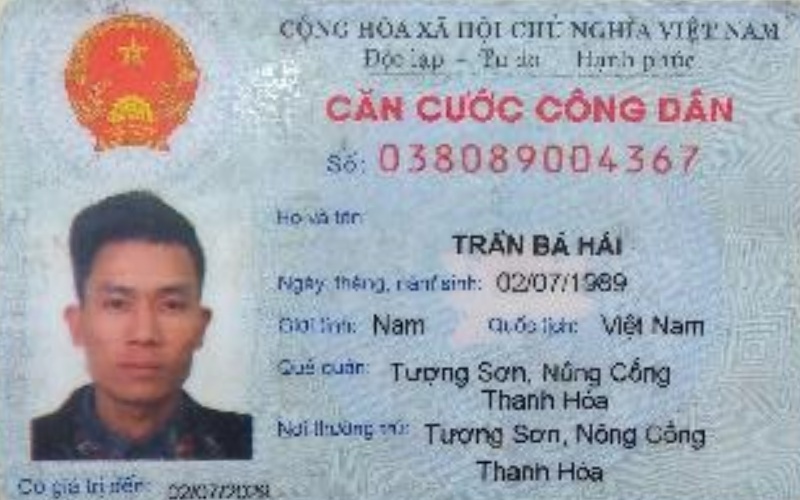 CỘNG HÒA XÃ HỘI CHỦ NGHĨA VIỆT NAM
Độc lập - Tự do Hạnh phúc
CĂN CƯỚC CÔNG DÂN
Số: 038089004367
Họ và tên:
TRẦN BÁ HẢI
Ngày, tháng, năm sinh: 02/07/1989
Giới tính: Nam Quốc tịch: Việt Nam
Quê quán: Tượng Sơn, Nông Cống
Thanh Hóa
Nơi thường trú: Tượng Sơn, Nông Cống
Thanh Hóa
Có giá trị đến: 02/07/2029